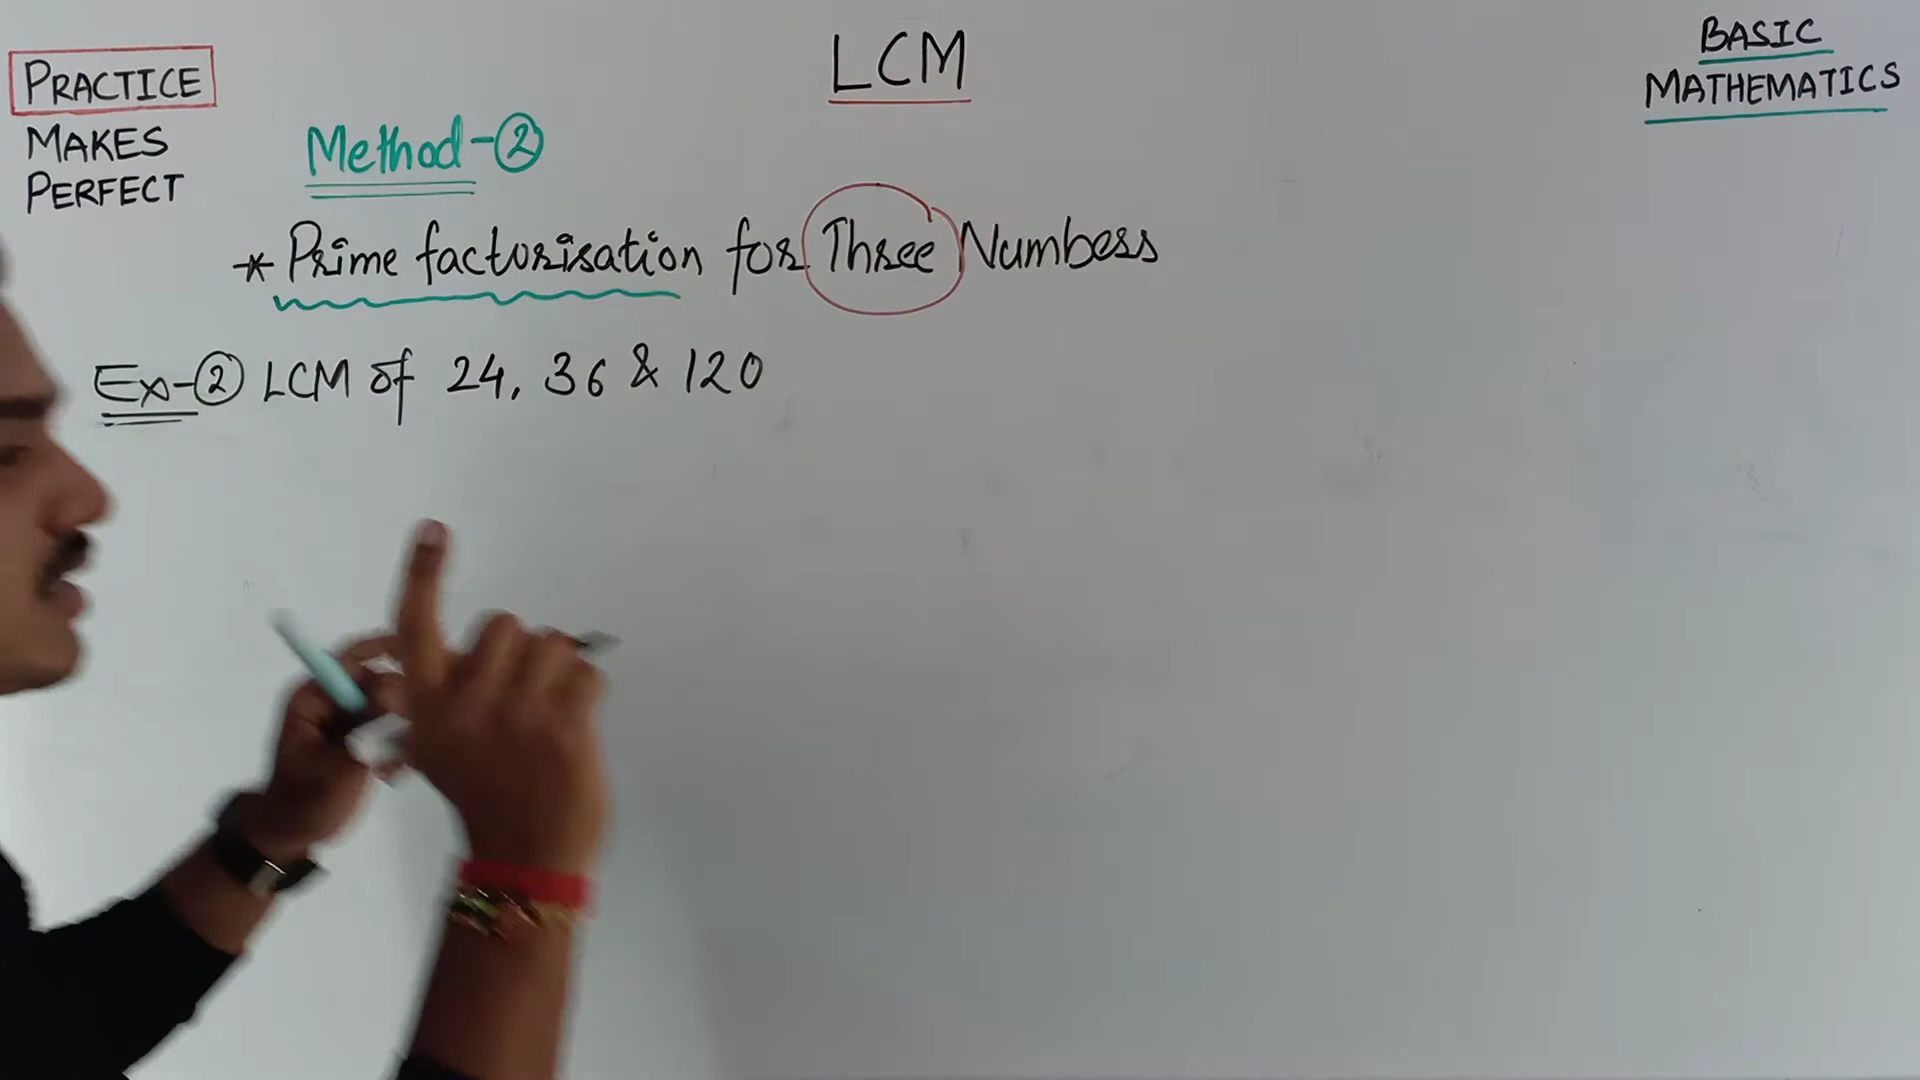 PRACTICE
MAKES
PERFECT
LCM
BASIC
MATHEMATICS
Method-②
* Prime factorisation for Three Numbers
Ex-② LCM of 24, 36 & 120